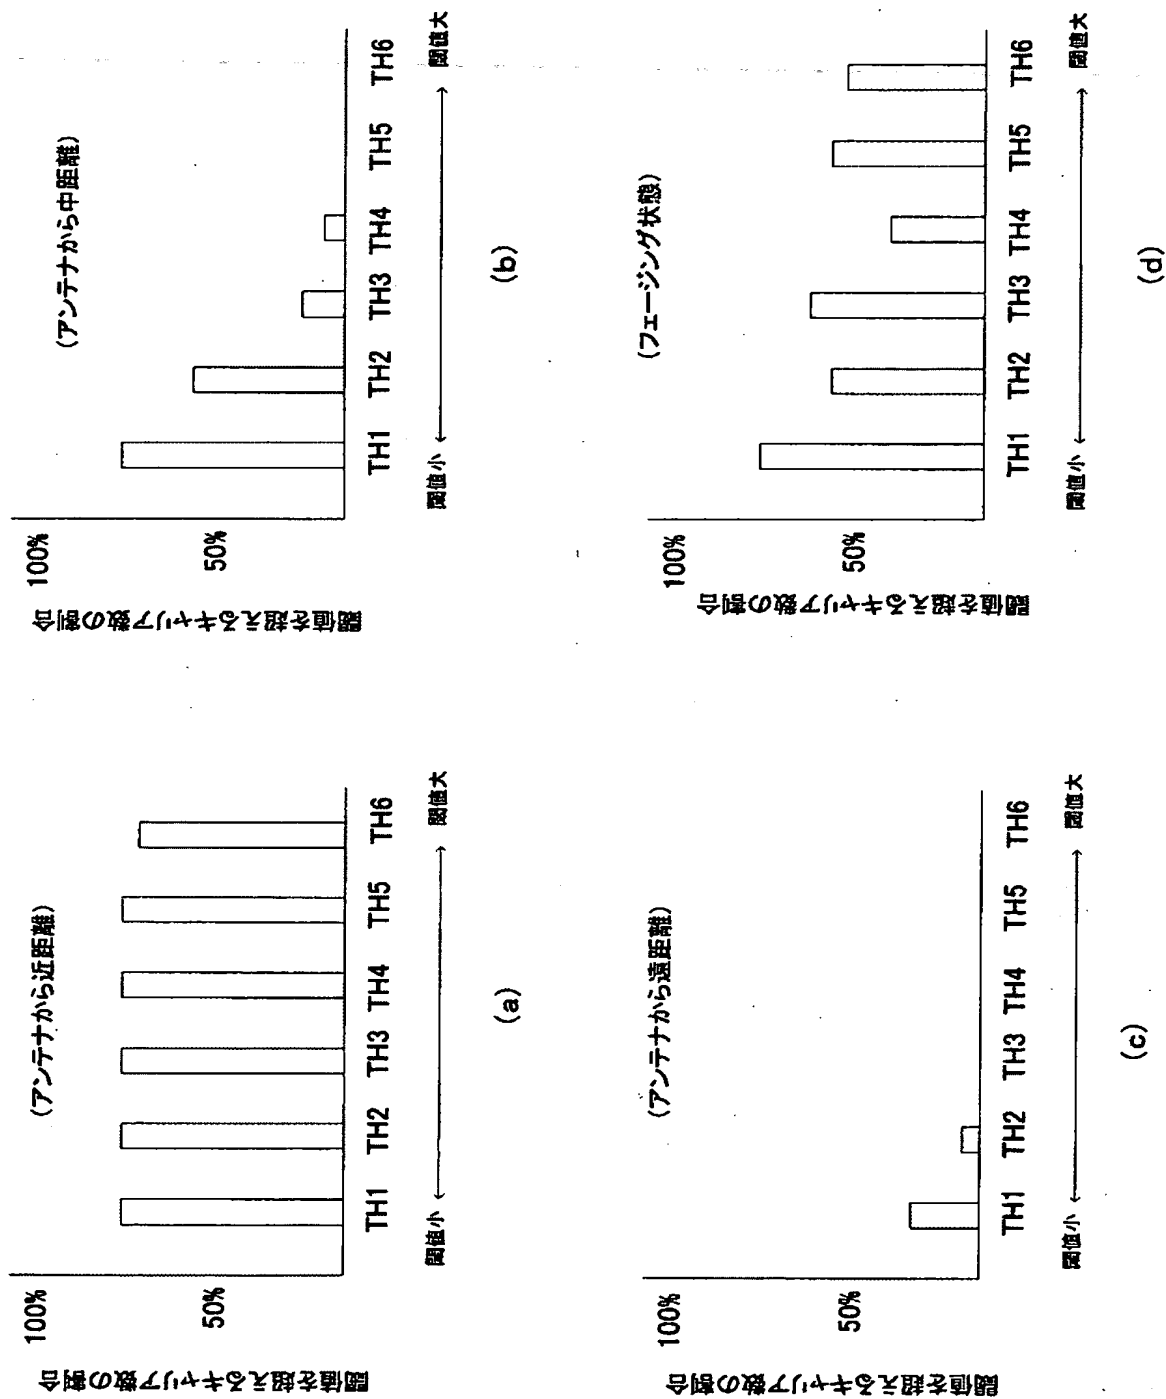 (アンテナから近距離)
閾値を超えるキャリア数の割合
100%
50%
TH1 TH2 TH3 TH4 TH5 TH6
閾値小 閾値大
(a)
(アンテナから中距離)
閾値を超えるキャリア数の割合
100%
50%
TH1 TH2 TH3 TH4 TH5 TH6
閾値小 閾値大
(b)
(アンテナから遠距離)
閾値を超えるキャリア数の割合
100%
50%
TH1 TH2 TH3 TH4 TH5 TH6
閾値小 閾値大
(c)
(フェージング状態)
閾値を超えるキャリア数の割合
100%
50%
TH1 TH2 TH3 TH4 TH5 TH6
閾値小 閾値大
(d)